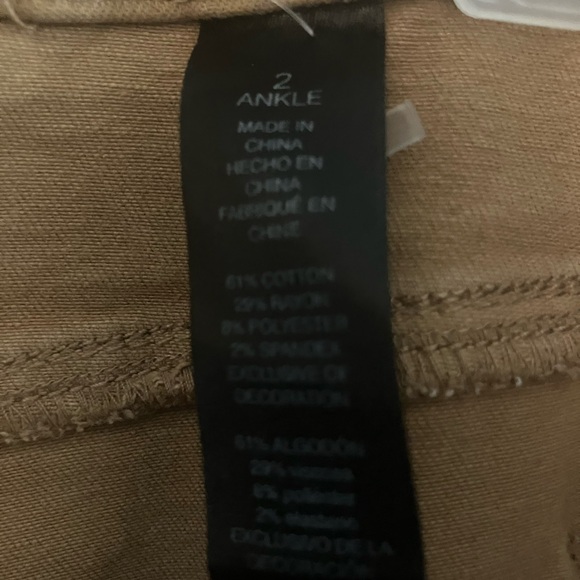 2
ANKLE
MADE IN
CHINA
HECHO EN
CHINA
FABRIQUÉ EN
CHINE
61% COTTON
29% RAYON
8% POLYESTER
2% SPANDEX
EXCLUSIVE OF
DECORATION
61% ALGODÓN
29% viscosa
8% poliéster
2% elastano
EXCLUSIVO DE LA
DECORACIÓN